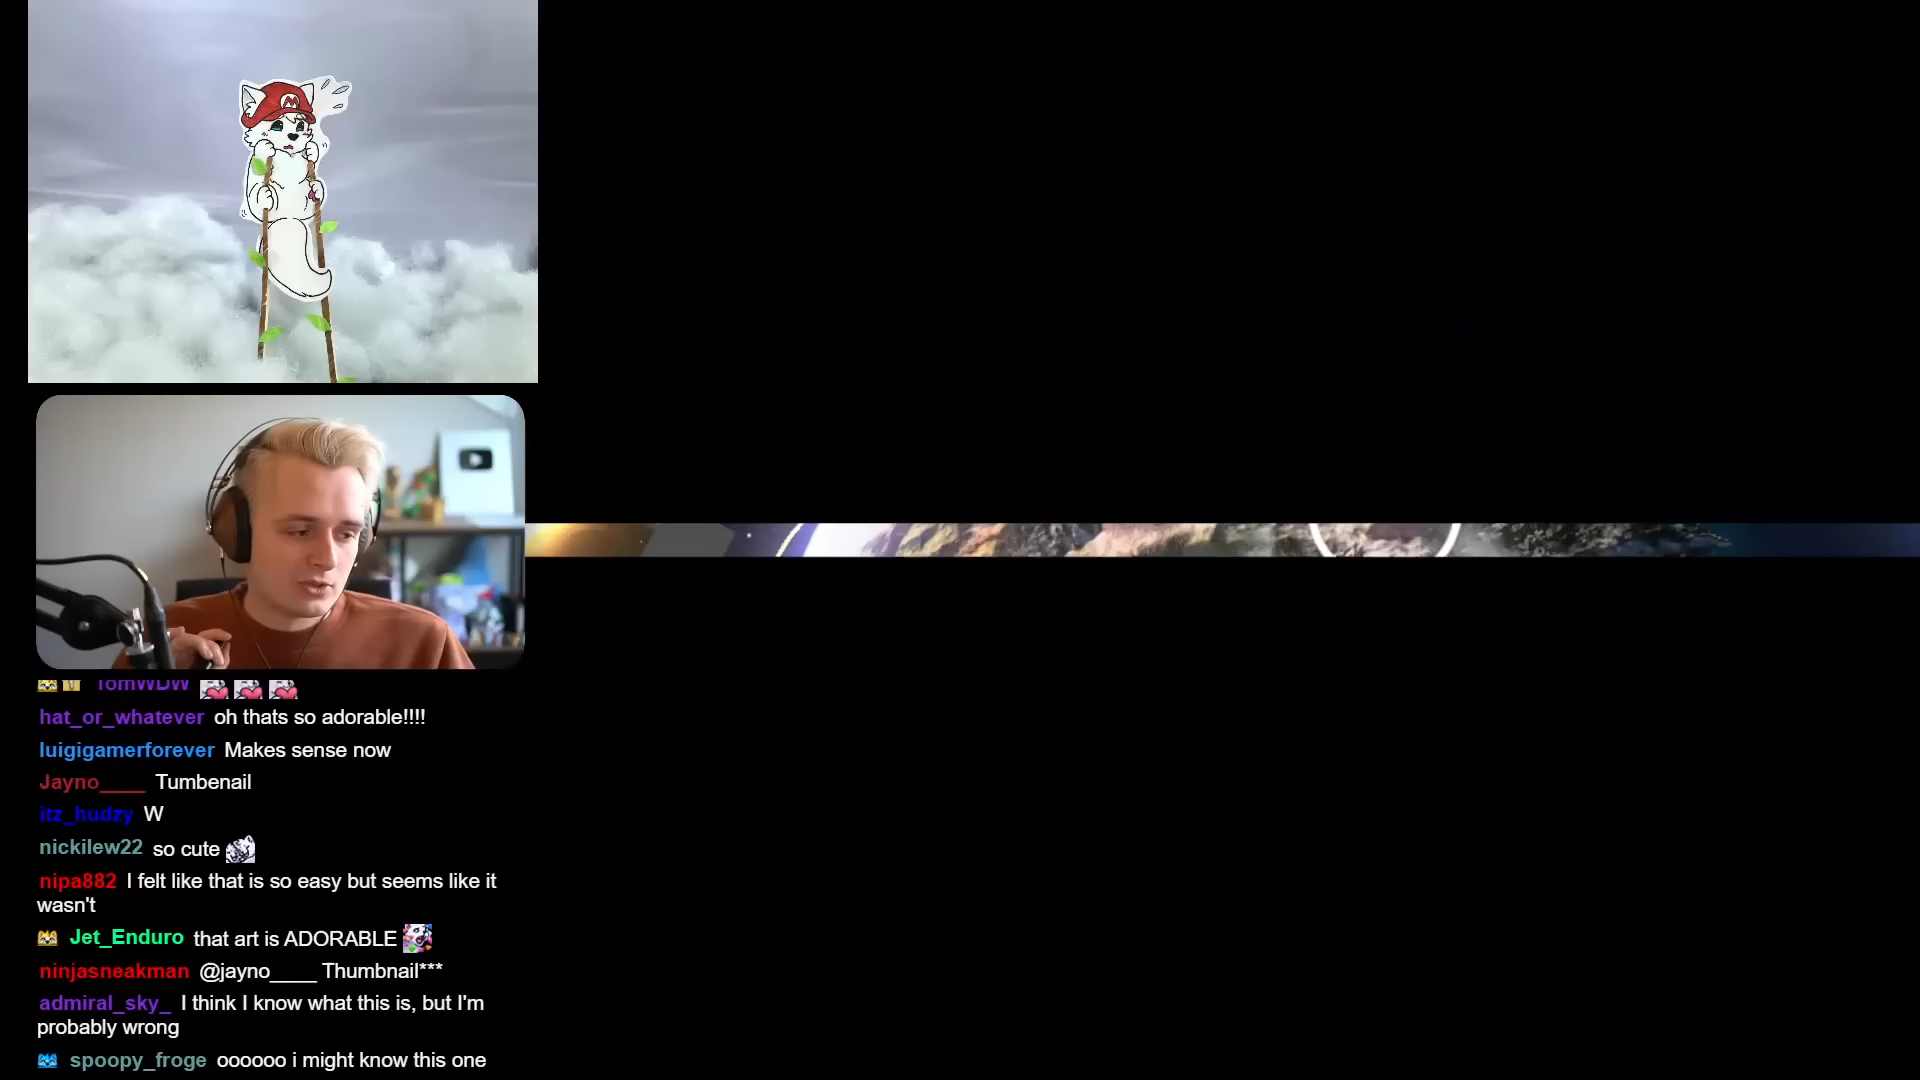 M
TomWDW
hat_or_whatever oh thats so adorable!!!!
luigigamerforever Makes sense now
Jayno____ Tumbenail
itz_hudzy W
nickilew22 so cute
nipa882 I felt like that is so easy but seems like it
wasn't
Jet_Enduro that art is ADORABLE
ninjasneakman @jayno____ Thumbnail***
admiral_sky_ I think I know what this is, but I'm
probably wrong
spoopy_froge oooooo i might know this one